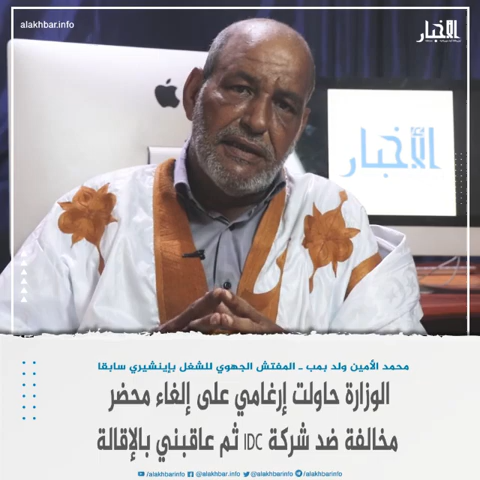 alakhbar.info
الأخبار
الأخبار
محمد الأمين ولد بمب ـ المفتش الجهوي للشغل بإينشيري سابقا
الوزارة حاولت إرغامي على إلغاء محضر
مخالفة ضد شركة IDC ثم عاقبني بالإقالة
/alakhbarinfo @alakhbar.info @alakhbarinfo /alakhbarinfo